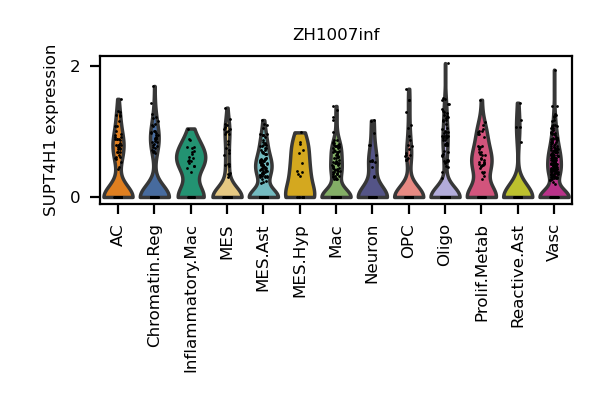 ZH1007inf
SUPT4H1 expression
2
0
AC
Chromatin.Reg
Inflammatory.Mac
MES
MES.Ast
MES.Hyp
Mac
Neuron
OPC
Oligo
Prolif.Metab
Reactive.Ast
Vasc